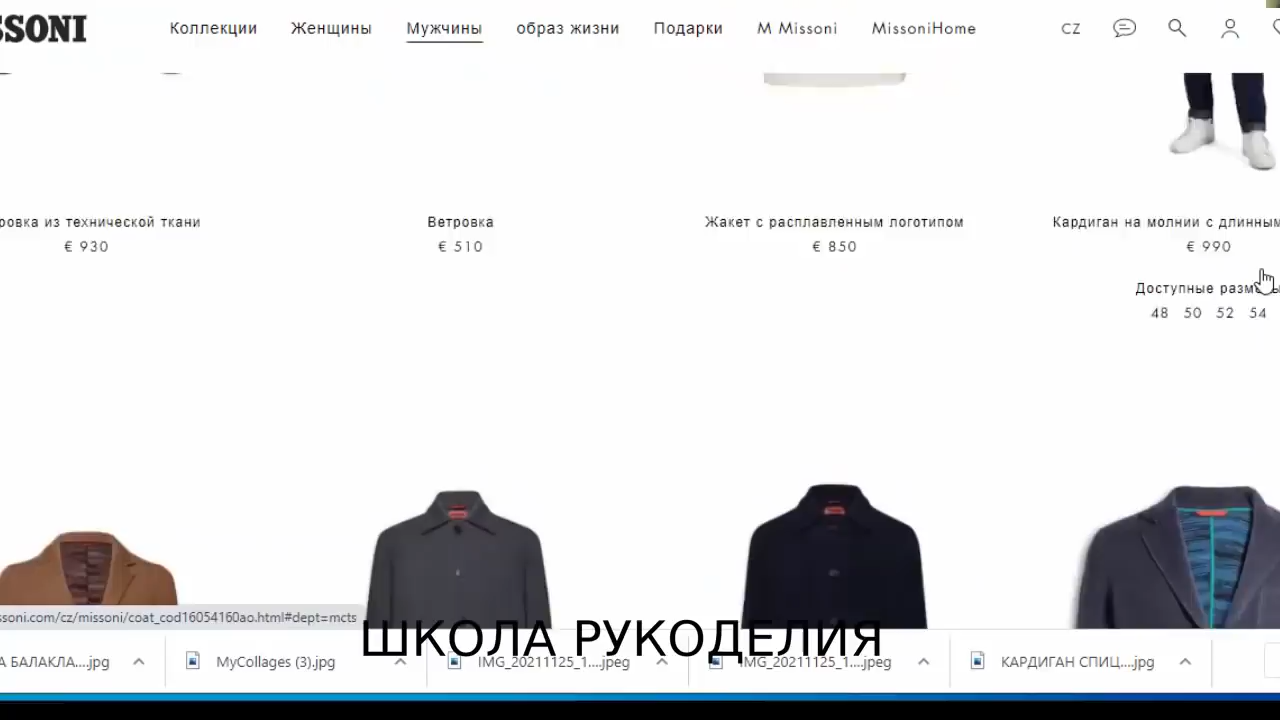 SSONI Коллекции Женщины Мужчины образ жизни Подарки M Missoni MissoniHome CZ
ровка из технической ткани Ветровка Жакет с расплавленным логотипом Кардиган на молнии с длинным
€ 930 € 510 € 850 € 990
Доступные размеры
48 50 52 54
ssoni.com/cz/missoni/coat_cod16054160ao.html#dept=mcts
ШКОЛА РУКОДЕЛИЯ
А БАЛАКЛА....jpg MyCollages (3).jpg IMG_20211125_1....jpeg IMG_20211125_1....jpeg КАРДИГАН СПИЦ....jpg